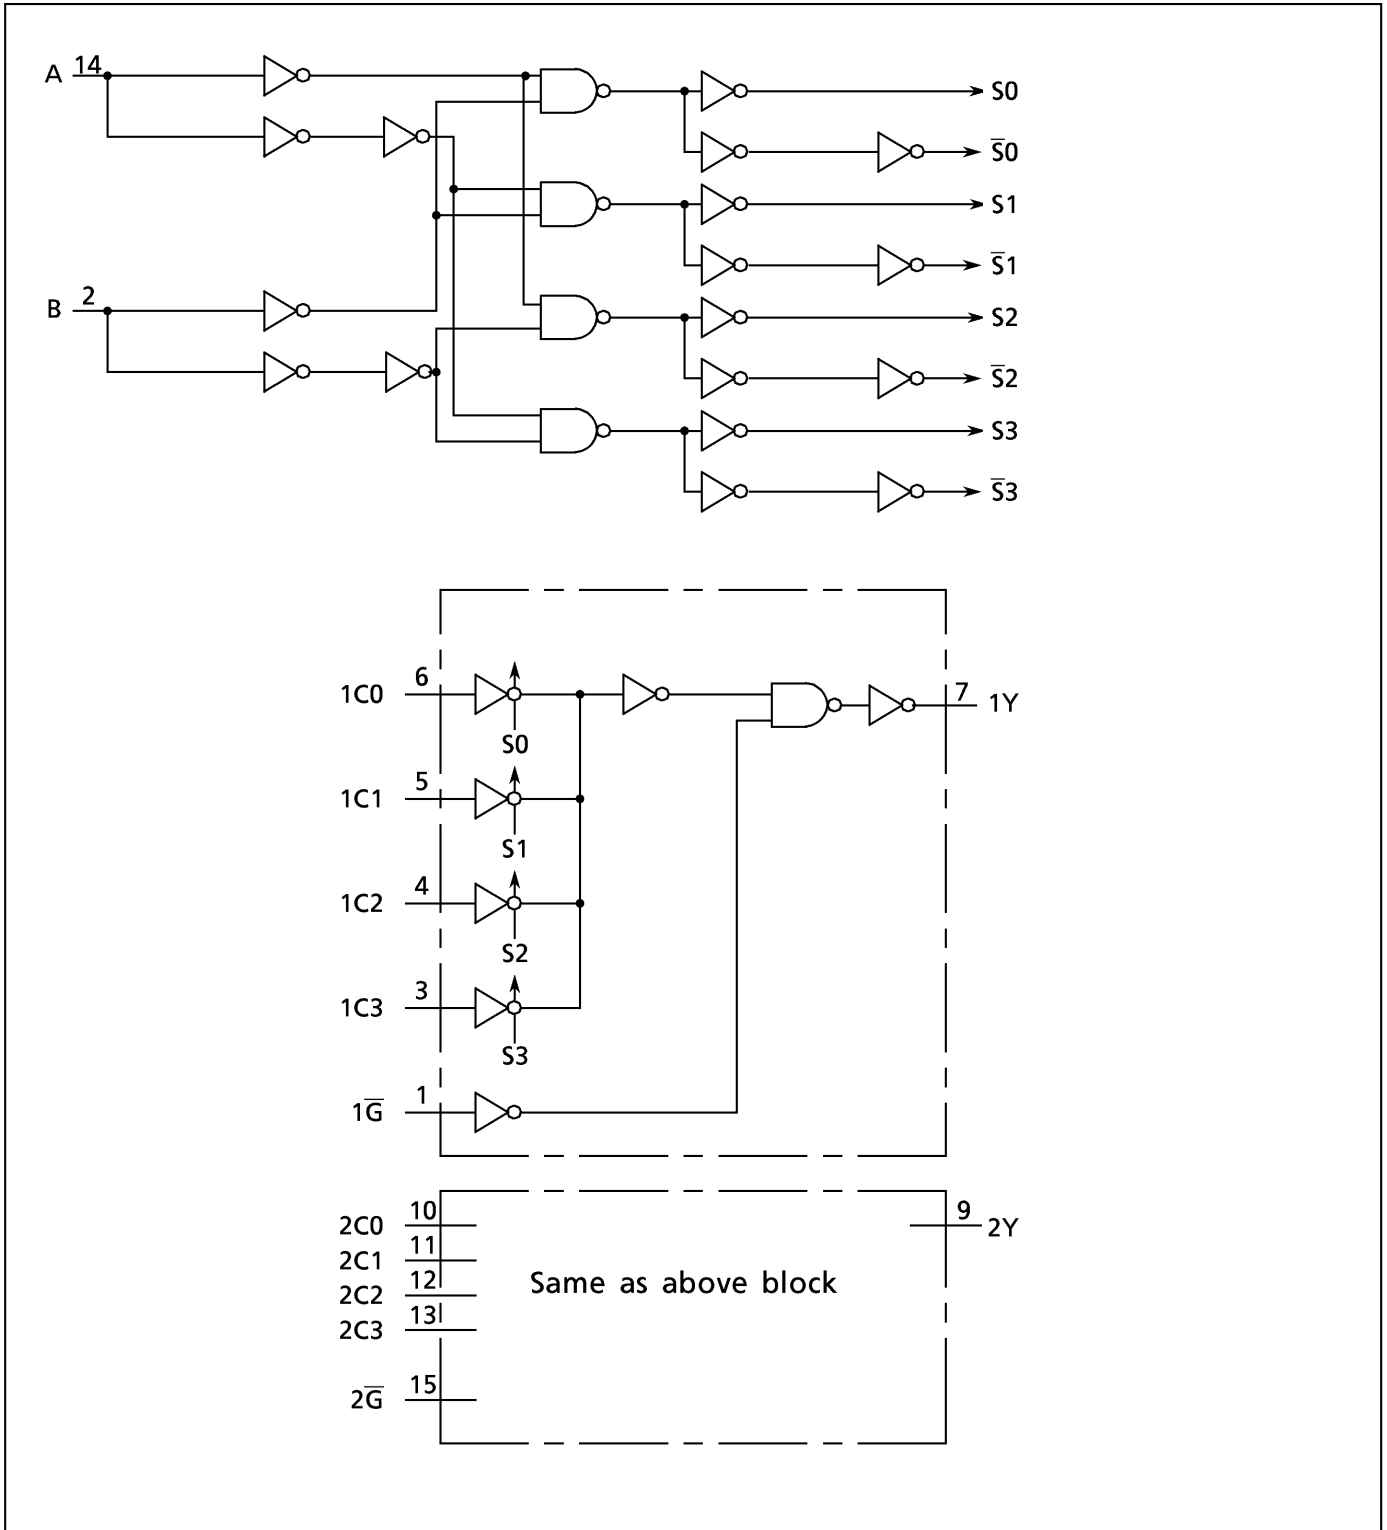 A 14 S0
S̅0
S1
S̅1
B 2 S2
S̅2
S3
S̅3
1C0 6 7 1Y
S0
1C1 5
S1
1C2 4
S2
1C3 3
S3
1G̅ 1
2C0 10 9 2Y
2C1 11
Same as above block
2C2 12
2C3 13
2G̅ 15